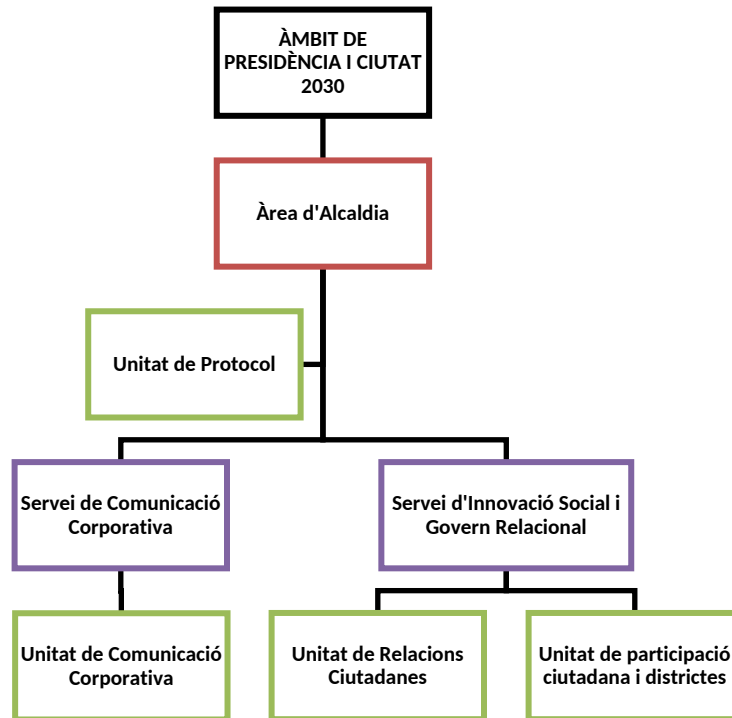 ÀMBIT DE
PRESIDÈNCIA I CIUTAT
2030
Àrea d'Alcaldia
Unitat de Protocol
Servei de Comunicació
Corporativa
Servei d'Innovació Social i
Govern Relacional
Unitat de Comunicació
Corporativa
Unitat de Relacions
Ciutadanes
Unitat de participació
ciutadana i districtes